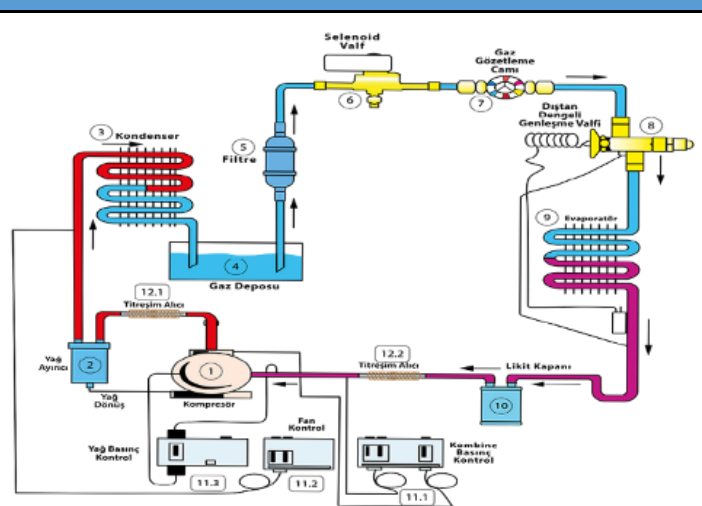 Selenoid
Valf
6
Gaz
Gözetleme
Camı
7
Dıştan
Dengeli
Genleşme Valfi
8
3
Kondenser
5
Filtre
4
Gaz Deposu
9
Evaporatör
12.1
Titreşim Alıcı
Yağ
Ayırıcı
2
Yağ
Dönüş
1
Kompresör
12.2
Titreşim Alıcı
Likit Kapanı
10
Yağ Basınç
Kontrol
11.3
Fan
Kontrol
11.2
Kombine
Basınç
Kontrol
11.1